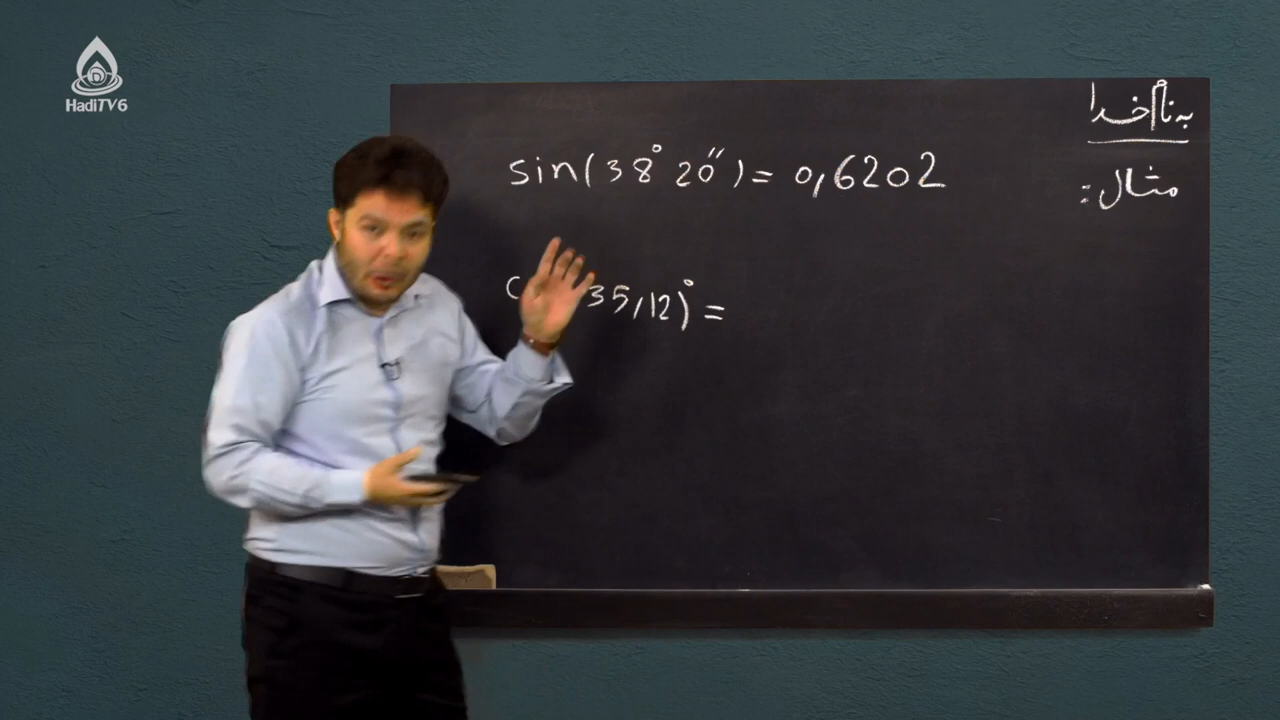 HadiTV6
به نام خدا
مثال:
sin(38° 20″) = 0,6202
35,12)° =